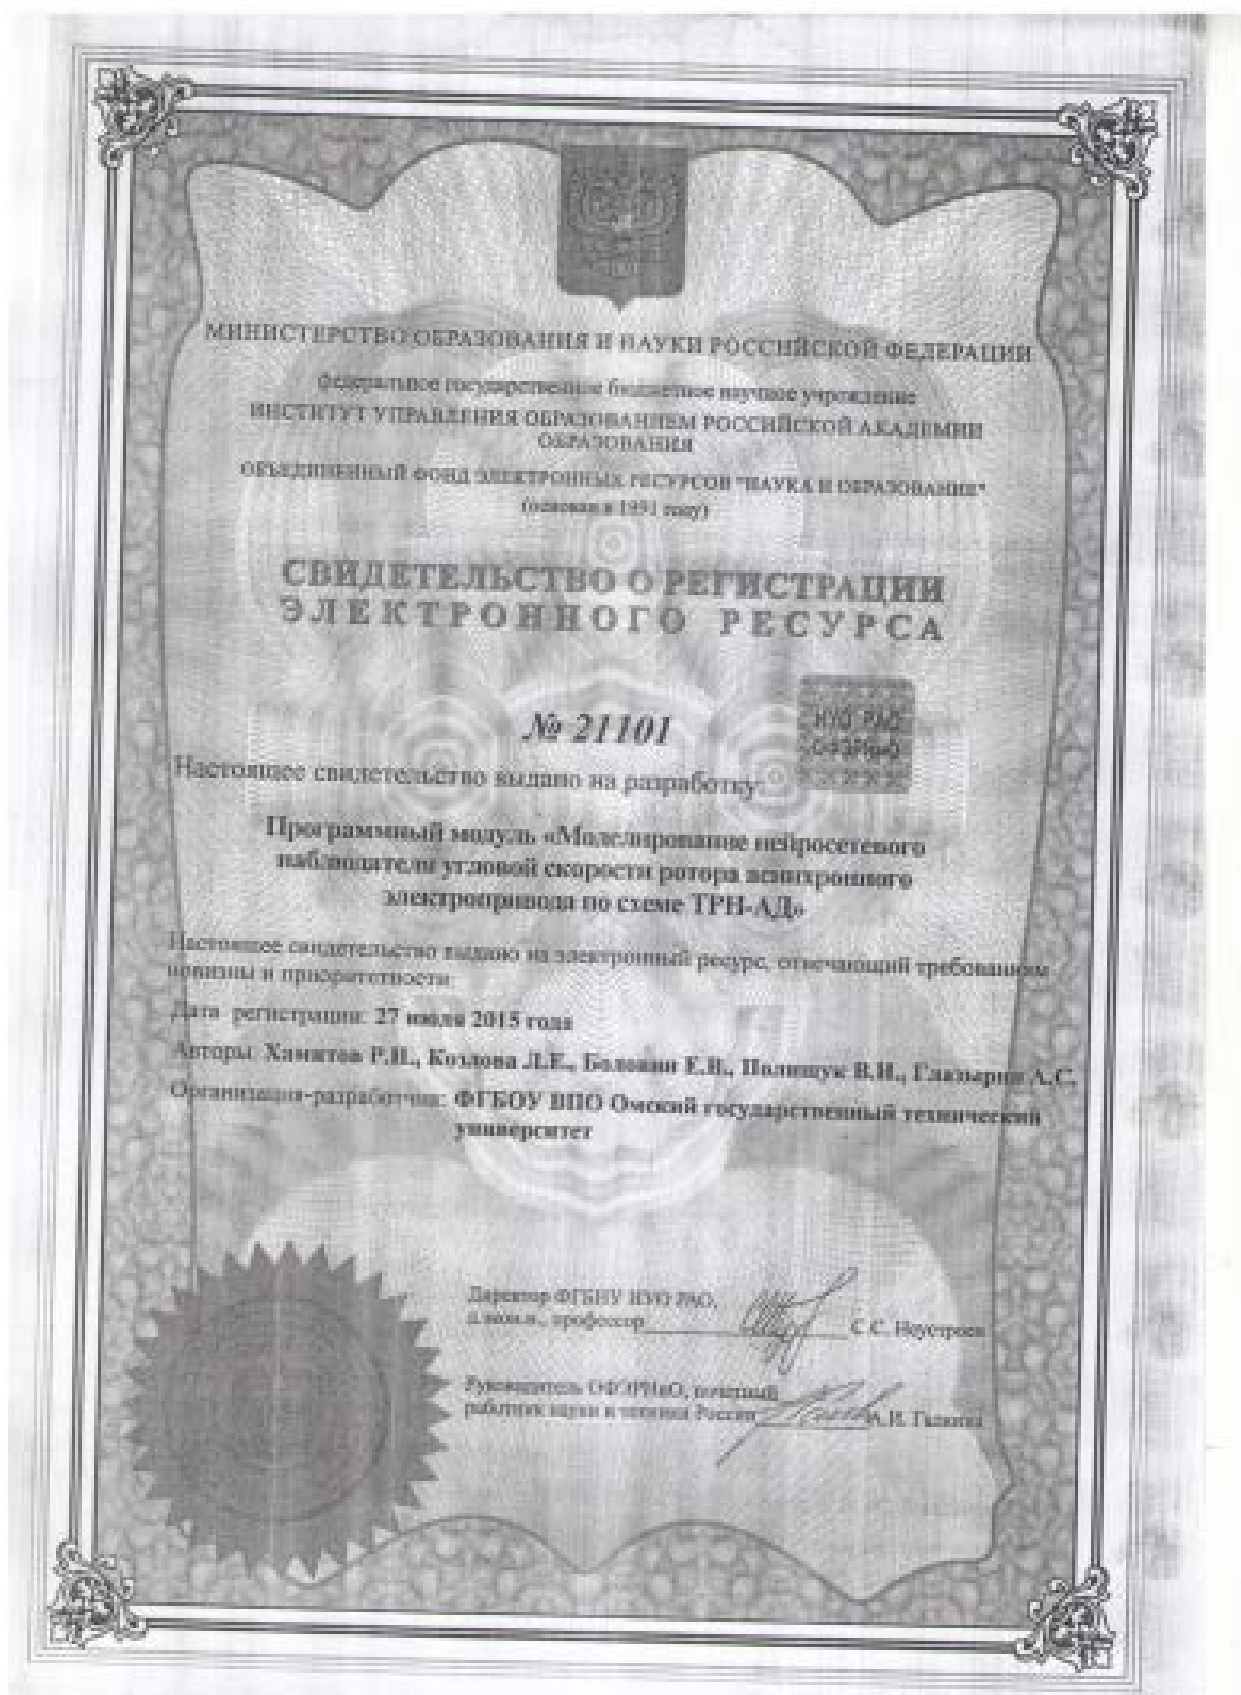 МИНИСТЕРСТВО ОБРАЗОВАНИЯ И НАУКИ РОССИЙСКОЙ ФЕДЕРАЦИИ
федеральное государственное бюджетное научное учреждение
ИНСТИТУТ УПРАВЛЕНИЯ ОБРАЗОВАНИЕМ РОССИЙСКОЙ АКАДЕМИИ
ОБРАЗОВАНИЯ
ОБЪЕДИНЕННЫЙ ФОНД ЭЛЕКТРОННЫХ РЕСУРСОВ "НАУКА И ОБРАЗОВАНИЕ"
(основан в 1991 году)
СВИДЕТЕЛЬСТВО О РЕГИСТРАЦИИ
ЭЛЕКТРОННОГО РЕСУРСА
№ 21101
ИУО РАО
ОФЭРНиО
Настоящее свидетельство выдано на разработку:
Программный модуль «Моделирование нейросетевого
наблюдателя угловой скорости ротора асинхронного
электропривода по схеме ТРН-АД»
Настоящее свидетельство выдано на электронный ресурс, отвечающий требованиям
новизны и приоритетности
Дата регистрации: 27 июля 2015 года
Авторы: Хамитов Р.Н., Козлова Л.Е., Боловин Е.В., Полищук В.И., Глазырин А.С.
Организация-разработчик: ФГБОУ ВПО Омский государственный технический
университет
Директор ФГБНУ ИУО РАО,
профессор С.С. Неустроев
Руководитель ОФЭРНиО, почетный
работник науки и техники России А.И. Галкина